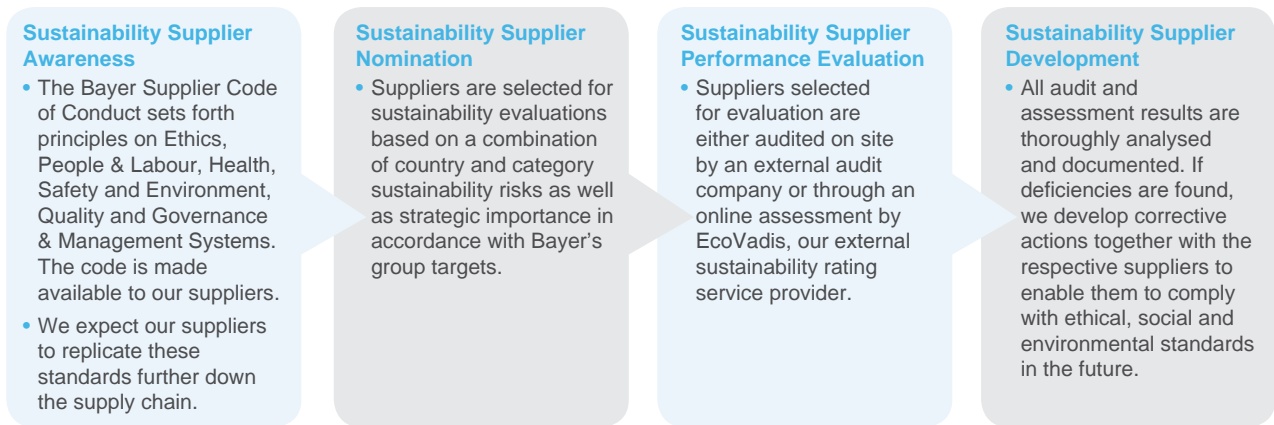 Sustainability Supplier
Awareness
• The Bayer Supplier Code
of Conduct sets forth
principles on Ethics,
People & Labour, Health,
Safety and Environment,
Quality and Governance
& Management Systems.
The code is made
available to our suppliers.
• We expect our suppliers
to replicate these
standards further down
the supply chain.
Sustainability Supplier
Nomination
• Suppliers are selected for
sustainability evaluations
based on a combination
of country and category
sustainability risks as well
as strategic importance in
accordance with Bayer’s
group targets.
Sustainability Supplier
Performance Evaluation
• Suppliers selected
for evaluation are
either audited on site
by an external audit
company or through an
online assessment by
EcoVadis, our external
sustainability rating
service provider.
Sustainability Supplier
Development
• All audit and
assessment results are
thoroughly analysed
and documented. If
deficiencies are found,
we develop corrective
actions together with the
respective suppliers to
enable them to comply
with ethical, social and
environmental standards
in the future.